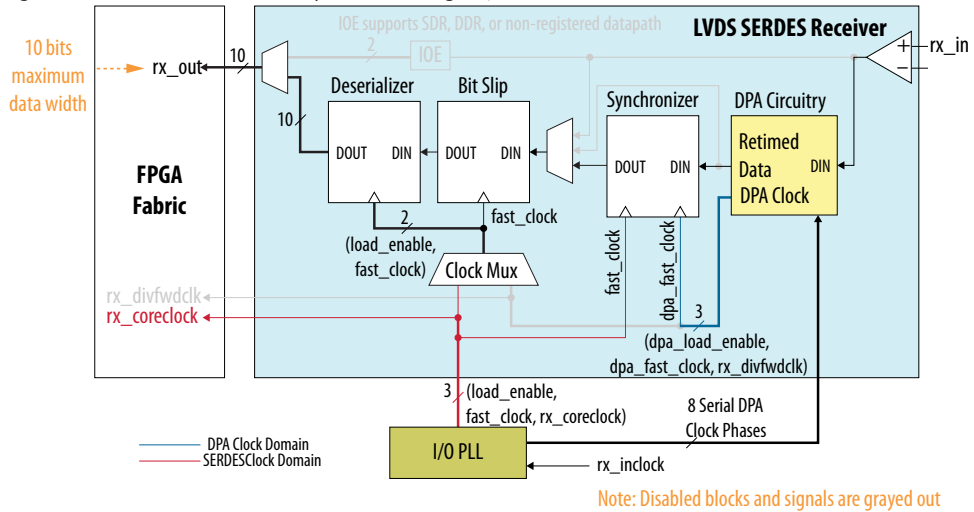 IOE supports SDR, DDR, or non-registered datapath
LVDS SERDES Receiver
10 bits
maximum
data width
rx_out
10
2
IOE
+
−
rx_in
Deserializer
Bit Slip
Synchronizer
DPA Circuitry
10
DOUT
DIN
DOUT
DIN
DOUT
DIN
Retimed
Data
DIN
DPA Clock
FPGA
Fabric
2
(load_enable,
fast_clock)
fast_clock
Clock Mux
fast_clock
dpa_fast_clock
3
(dpa_load_enable,
dpa_fast_clock, rx_divfwdclk)
rx_divfwdclk
rx_coreclock
3
(load_enable,
fast_clock, rx_coreclock)
8 Serial DPA
Clock Phases
I/O PLL
rx_inclock
DPA Clock Domain
SERDESClock Domain
Note: Disabled blocks and signals are grayed out